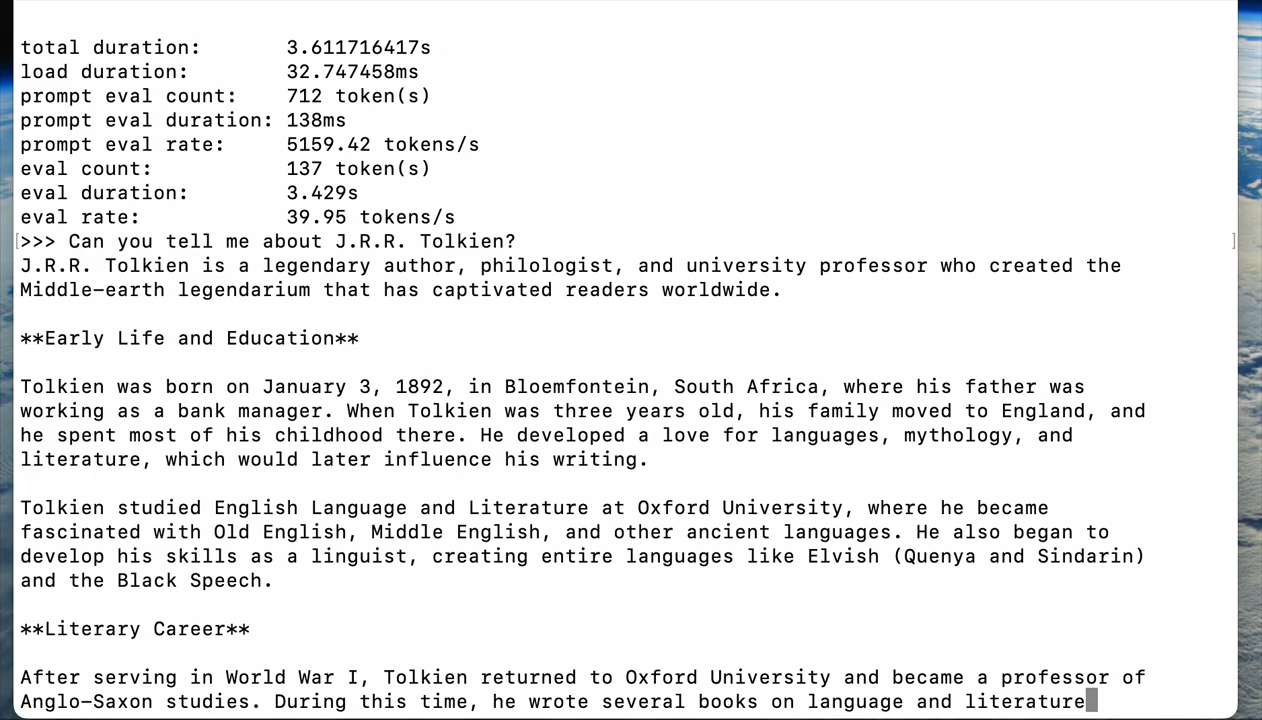 total duration: 3.611716417s
load duration: 32.747458ms
prompt eval count: 712 token(s)
prompt eval duration: 138ms
prompt eval rate: 5159.42 tokens/s
eval count: 137 token(s)
eval duration: 3.429s
eval rate: 39.95 tokens/s
[>>> Can you tell me about J.R.R. Tolkien? ]
J.R.R. Tolkien is a legendary author, philologist, and university professor who created the
Middle-earth legendarium that has captivated readers worldwide.
**Early Life and Education**
Tolkien was born on January 3, 1892, in Bloemfontein, South Africa, where his father was
working as a bank manager. When Tolkien was three years old, his family moved to England, and
he spent most of his childhood there. He developed a love for languages, mythology, and
literature, which would later influence his writing.
Tolkien studied English Language and Literature at Oxford University, where he became
fascinated with Old English, Middle English, and other ancient languages. He also began to
develop his skills as a linguist, creating entire languages like Elvish (Quenya and Sindarin)
and the Black Speech.
**Literary Career**
After serving in World War I, Tolkien returned to Oxford University and became a professor of
Anglo-Saxon studies. During this time, he wrote several books on language and literature